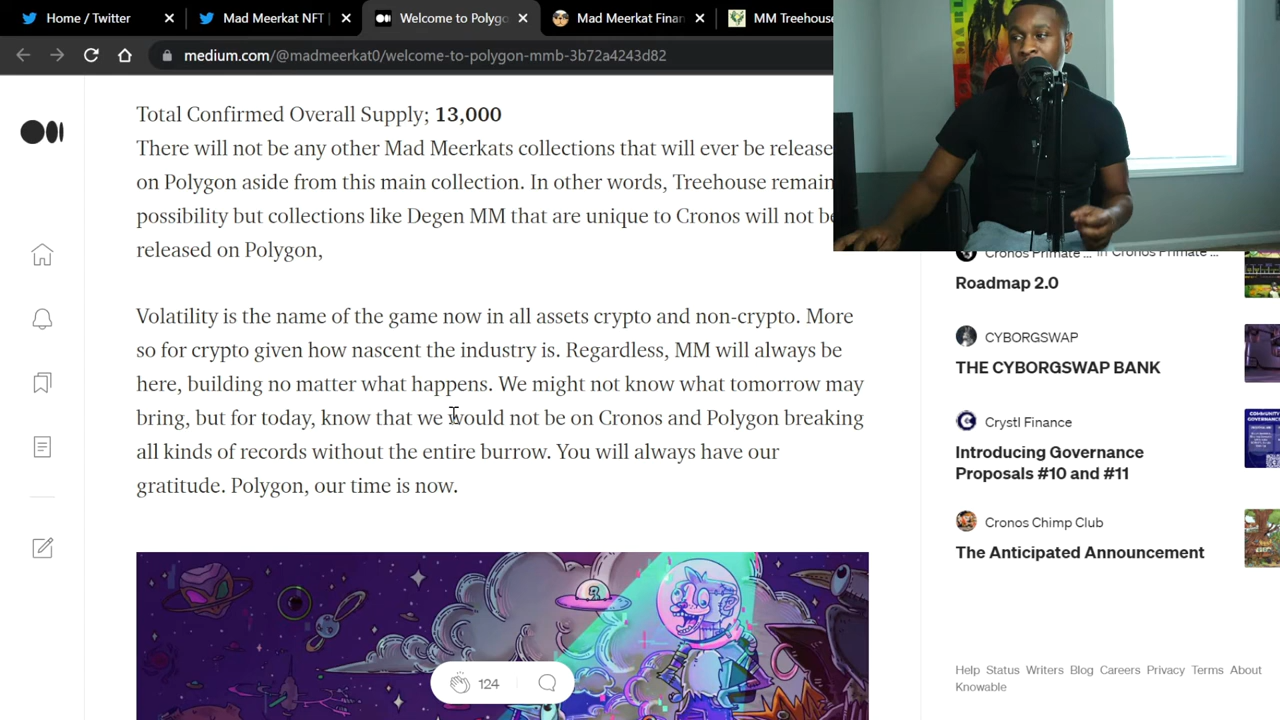 Home / Twitter
Mad Meerkat NFT
Welcome to Polygo
Mad Meerkat Finan
MM Treehouse
medium.com/@madmeerkat0/welcome-to-polygon-mmb-3b72a4243d82
Total Confirmed Overall Supply; 13,000
There will not be any other Mad Meerkats collections that will ever be release
on Polygon aside from this main collection. In other words, Treehouse remain
possibility but collections like Degen MM that are unique to Cronos will not be
released on Polygon,
Volatility is the name of the game now in all assets crypto and non-crypto. More
so for crypto given how nascent the industry is. Regardless, MM will always be
here, building no matter what happens. We might not know what tomorrow may
bring, but for today, know that we would not be on Cronos and Polygon breaking
all kinds of records without the entire burrow. You will always have our
gratitude. Polygon, our time is now.
124
Cronos Primate ... in Cronos Primate ...
Roadmap 2.0
CYBORGSWAP
THE CYBORGSWAP BANK
Crystl Finance
Introducing Governance
Proposals #10 and #11
Cronos Chimp Club
The Anticipated Announcement
Help Status Writers Blog Careers Privacy Terms About
Knowable